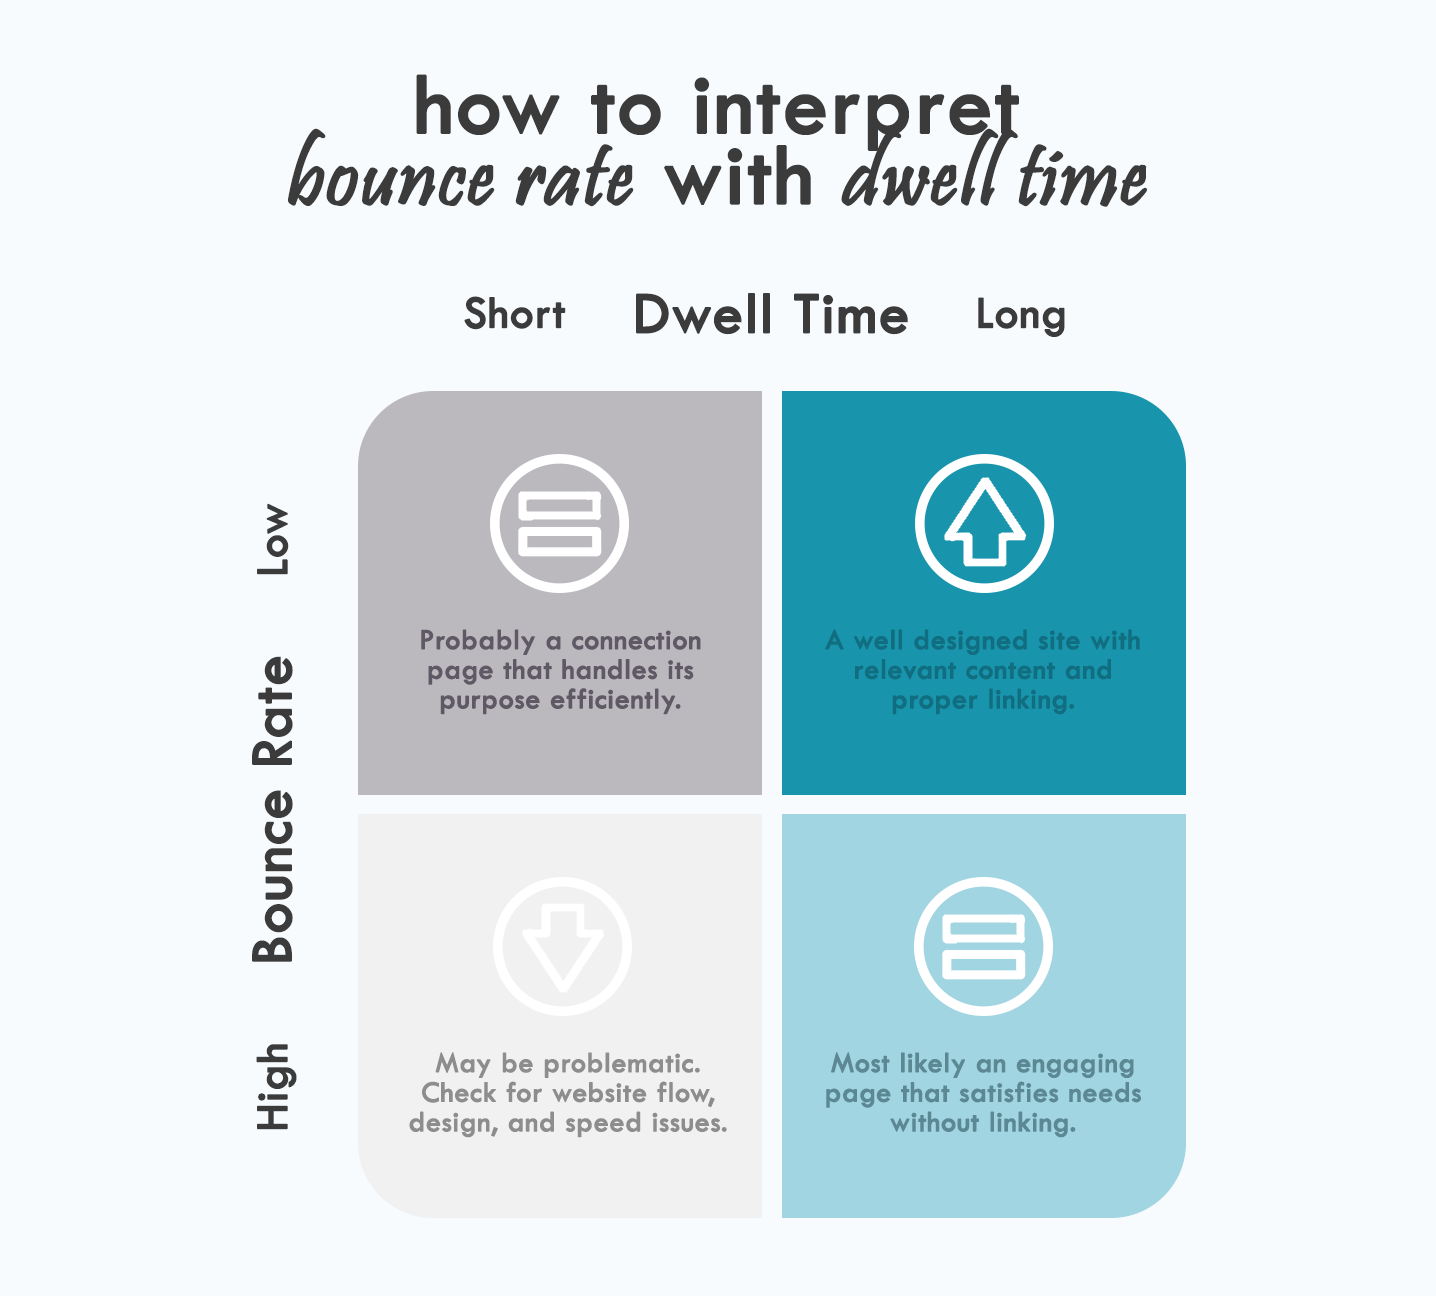 how to interpret
bounce rate with dwell time
Short Dwell Time Long
Low
Probably a connection
page that handles its
purpose efficiently.
A well designed site with
relevant content and
proper linking.
Bounce Rate
High
May be problematic.
Check for website flow,
design, and speed issues.
Most likely an engaging
page that satisfies needs
without linking.